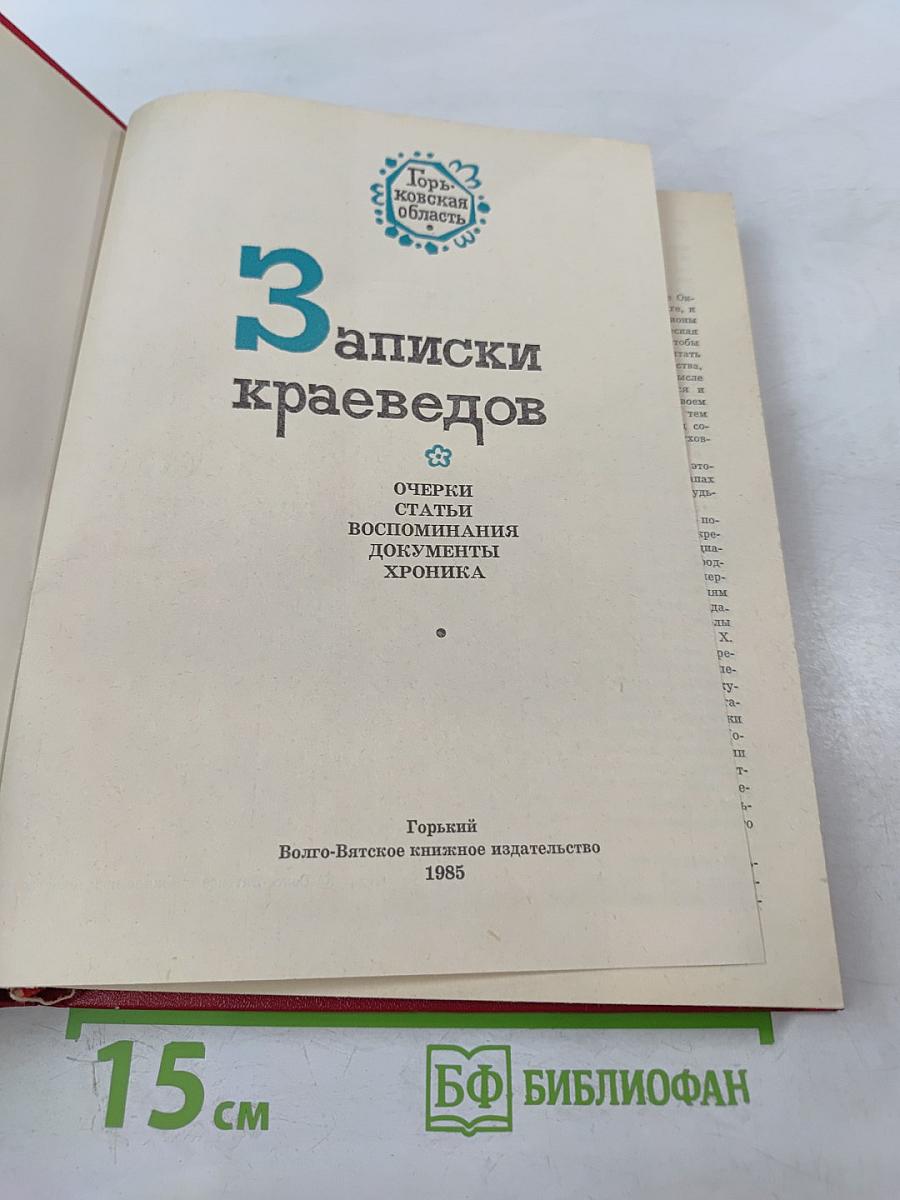 Горь-
ковская
область
Записки
краеведов
ОЧЕРКИ
СТАТЬИ
ВОСПОМИНАНИЯ
ДОКУМЕНТЫ
ХРОНИКА
Горький
Волго-Вятское книжное издательство
1985
15 см
БФ БИБЛИОФАН